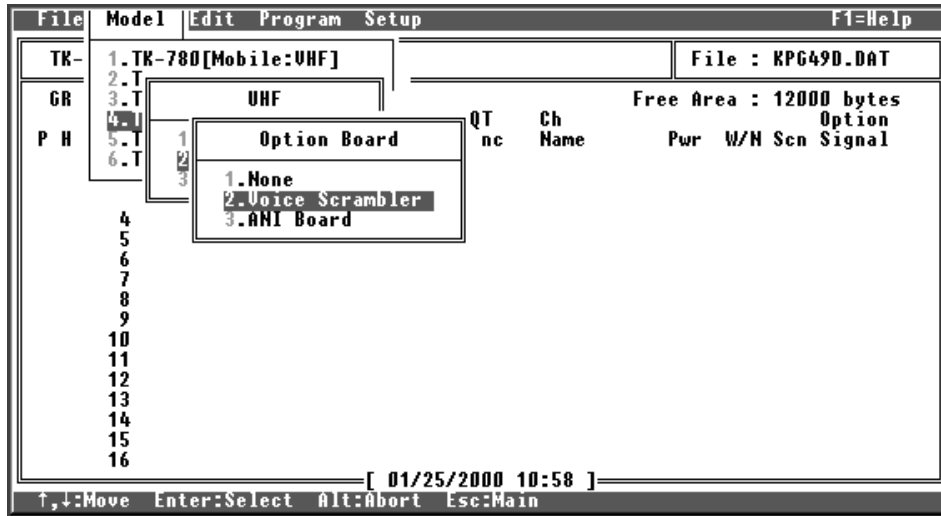 File Model Edit Program Setup F1=Help
TK- 1.TK-780[Mobile:VHF] File : KPG49D.DAT
2.T
GR 3.T UHF Free Area : 12000 bytes
4.T QT Ch Option
P H 5.T 1 Option Board nc Name Pwr W/N Scn Signal
6.T 2
3 1.None
2.Voice Scrambler
4 3.ANI Board
5
6
7
8
9
10
11
12
13
14
15
16
[ 01/25/2000 10:58 ]
↑,↓:Move Enter:Select Alt:Abort Esc:Main